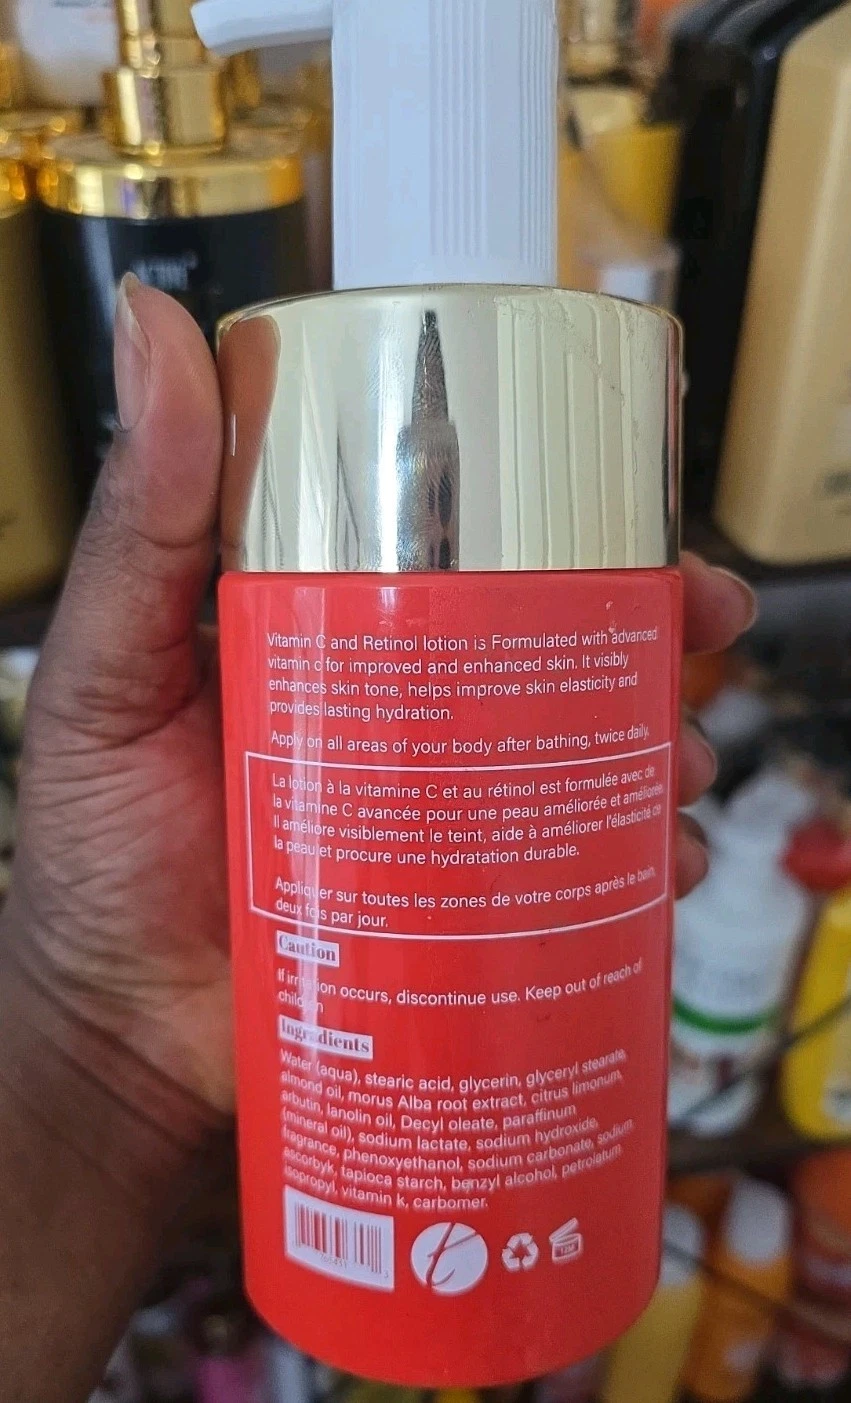 Vitamin C and Retinol lotion is Formulated with advanced
vitamin c for improved and enhanced skin. It visibly
enhances skin tone, helps improve skin elasticity and
provides lasting hydration.
Apply on all areas of your body after bathing, twice daily.
La lotion à la vitamine C et au rétinol est formulée avec de
la vitamine C avancée pour une peau améliorée et améliorée
Il améliore visiblement le teint, aide à améliorer l'élasticité de
la peau et procure une hydratation durable.
Appliquer sur toutes les zones de votre corps après le bain,
deux fois par jour.
Caution
If irritation occurs, discontinue use. Keep out of reach of
children
Ingredients
Water (aqua), stearic acid, glycerin, glyceryl stearate,
almond oil, morus Alba root extract, citrus limonum,
arbutin, lanolin oil, Decyl oleate, paraffinum
(mineral oil), sodium lactate, sodium hydroxide,
fragrance, phenoxyethanol, sodium carbonate, sodium
ascorbyk, tapioca starch, benzyl alcohol, petrolatum
isopropyl, vitamin k, carbomer.
t
12M